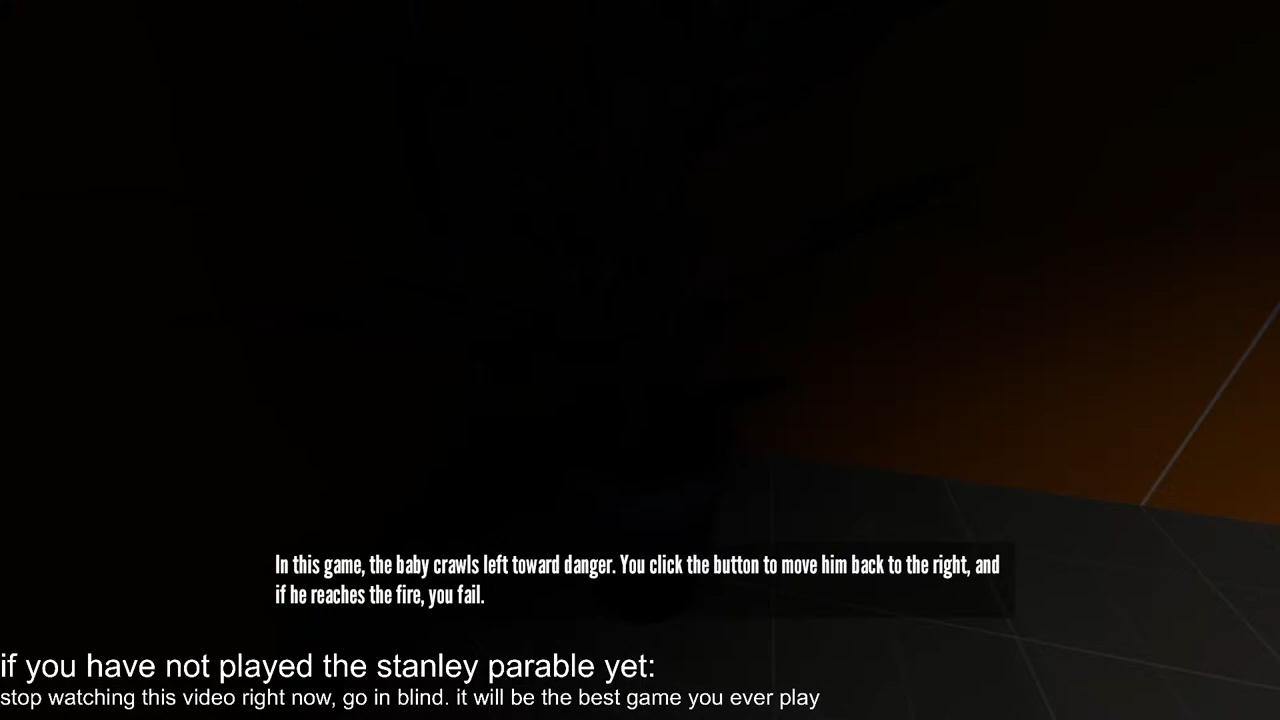 In this game, the baby crawls left toward danger. You click the button to move him back to the right, and
if he reaches the fire, you fail.
if you have not played the stanley parable yet:
stop watching this video right now, go in blind. it will be the best game you ever play